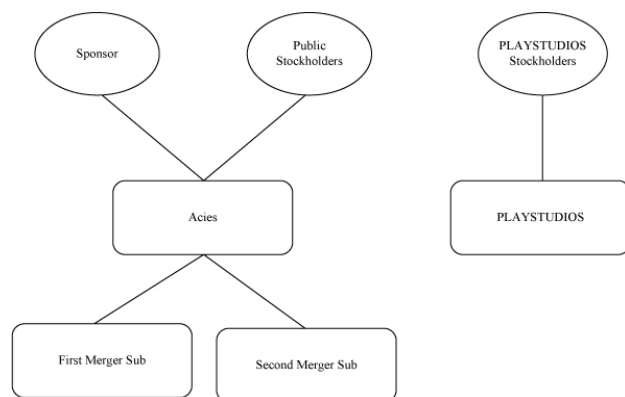 Sponsor
Public
Stockholders
PLAYSTUDIOS
Stockholders
Acies
PLAYSTUDIOS
First Merger Sub
Second Merger Sub